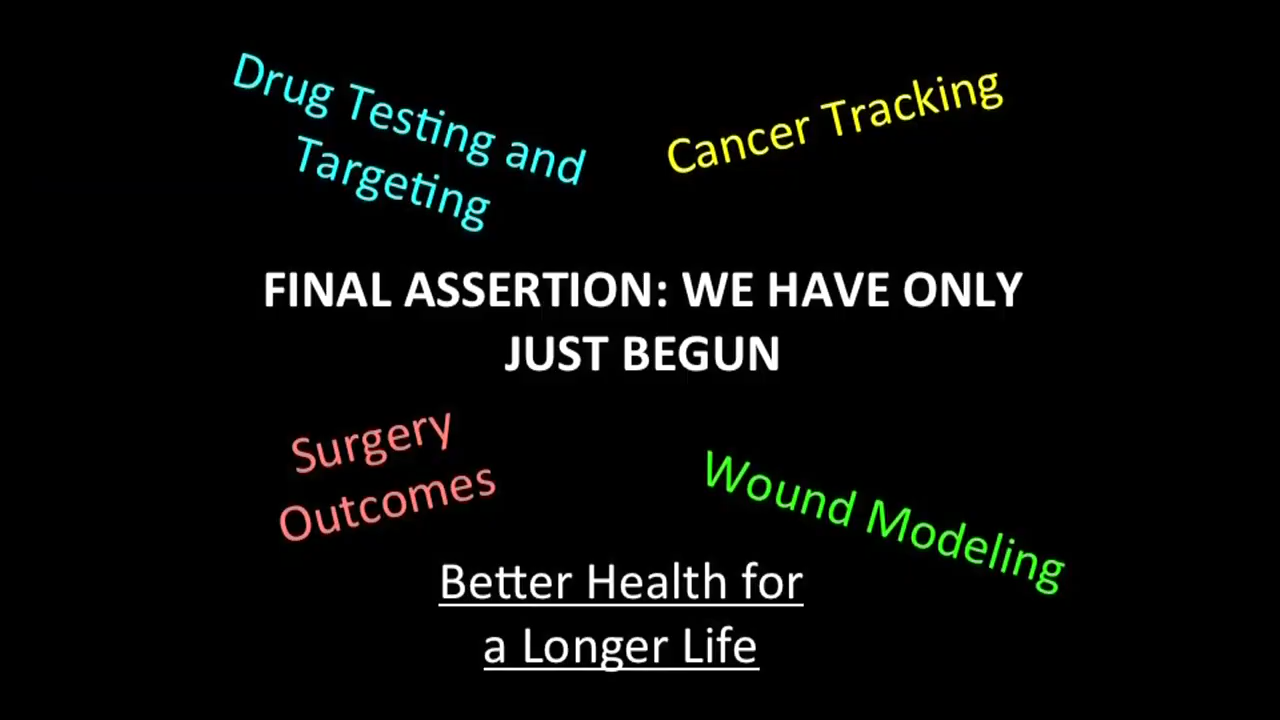 Drug Testing and
Targeting
Cancer Tracking
FINAL ASSERTION: WE HAVE ONLY
JUST BEGUN
Surgery
Outcomes
Wound Modeling
Better Health for
a Longer Life